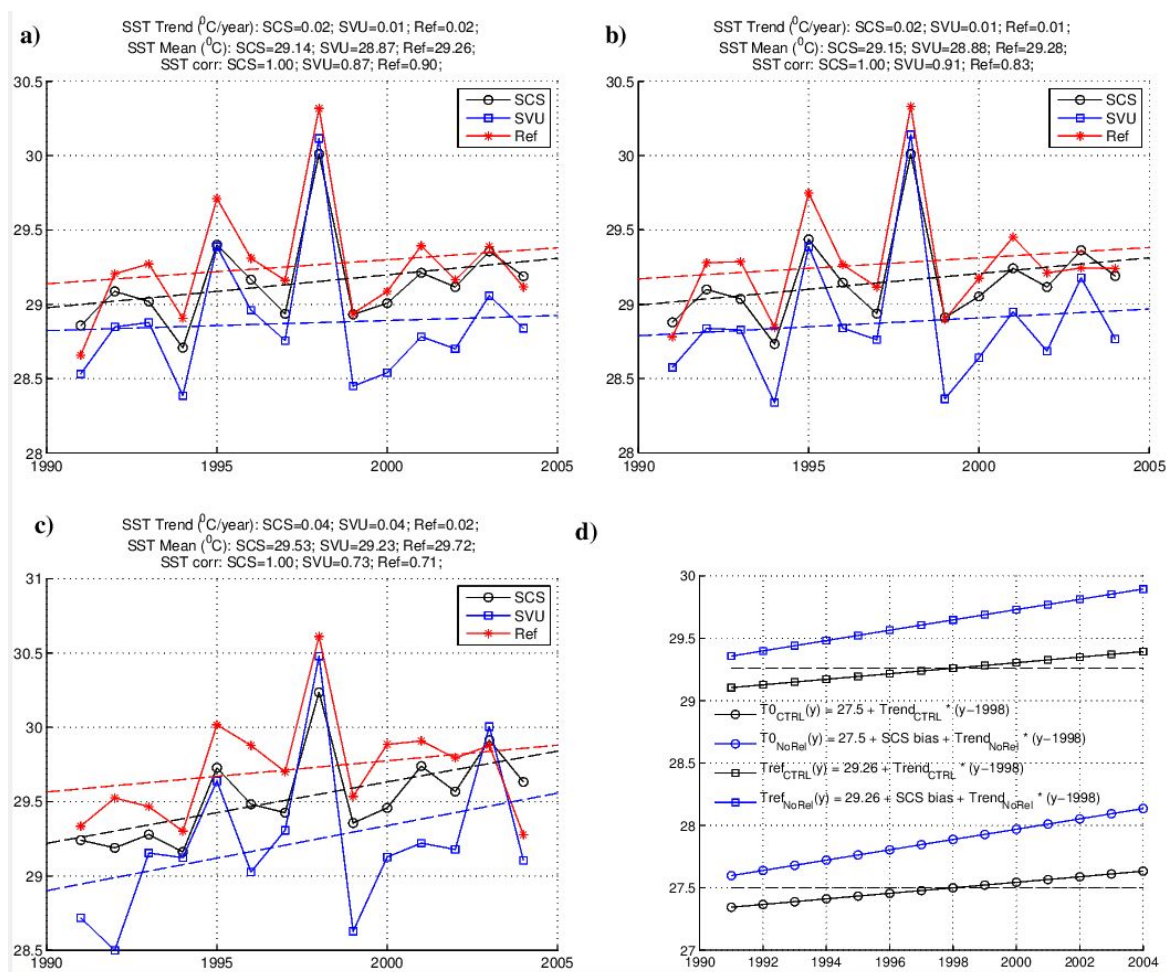 a)
SST Trend (⁰C/year): SCS=0.02; SVU=0.01; Ref=0.02;
SST Mean (⁰C): SCS=29.14; SVU=28.87; Ref=29.26;
SST corr: SCS=1.00; SVU=0.87; Ref=0.90;
30.5
30
29.5
29
28.5
28
1990
1995
2000
2005
SCS
SVU
Ref
b)
SST Trend (⁰C/year): SCS=0.02; SVU=0.01; Ref=0.01;
SST Mean (⁰C): SCS=29.15; SVU=28.88; Ref=29.28;
SST corr: SCS=1.00; SVU=0.91; Ref=0.83;
30.5
30
29.5
29
28.5
28
1990
1995
2000
2005
SCS
SVU
Ref
c)
SST Trend (⁰C/year): SCS=0.04; SVU=0.04; Ref=0.02;
SST Mean (⁰C): SCS=29.53; SVU=29.23; Ref=29.72;
SST corr: SCS=1.00; SVU=0.73; Ref=0.71;
31
30.5
30
29.5
29
28.5
1990
1995
2000
2005
SCS
SVU
Ref
d)
30
29.5
29
28.5
28
27.5
27
T0CTRL(y) = 27.5 + TrendCTRL * (y−1998)
T0NoRel(y) = 27.5 + SCS bias + TrendNoRel * (y−1998)
TrefCTRL(y) = 29.26 + TrendCTRL * (y−1998)
TrefNoRel(y) = 29.26 + SCS bias + TrendNoRel * (y−1998)
1990 1992 1994 1996 1998 2000 2002 2004